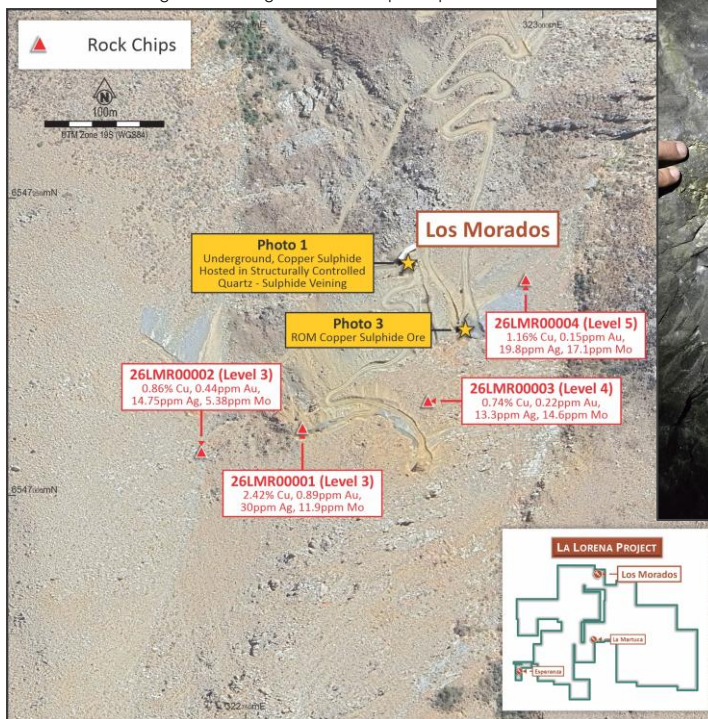 Rock Chips
N
100m
UTM Zone 19S (WGS84)
Los Morados
Photo 1
Underground, Copper Sulphide
Hosted in Structurally Controlled
Quartz - Sulphide Veining
Photo 3
ROM Copper Sulphide Ore
26LMR00004 (Level 5)
1.16% Cu, 0.15ppm Au,
19.8ppm Ag, 17.1ppm Mo
26LMR00002 (Level 3)
0.86% Cu, 0.44ppm Au,
14.75ppm Ag, 5.38ppm Mo
26LMR00003 (Level 4)
0.74% Cu, 0.22ppm Au,
13.3ppm Ag, 14.6ppm Mo
26LMR00001 (Level 3)
2.42% Cu, 0.89ppm Au,
30ppm Ag, 11.9ppm Mo
LA LORENA PROJECT
Los Morados
La Martuca
Esperanza